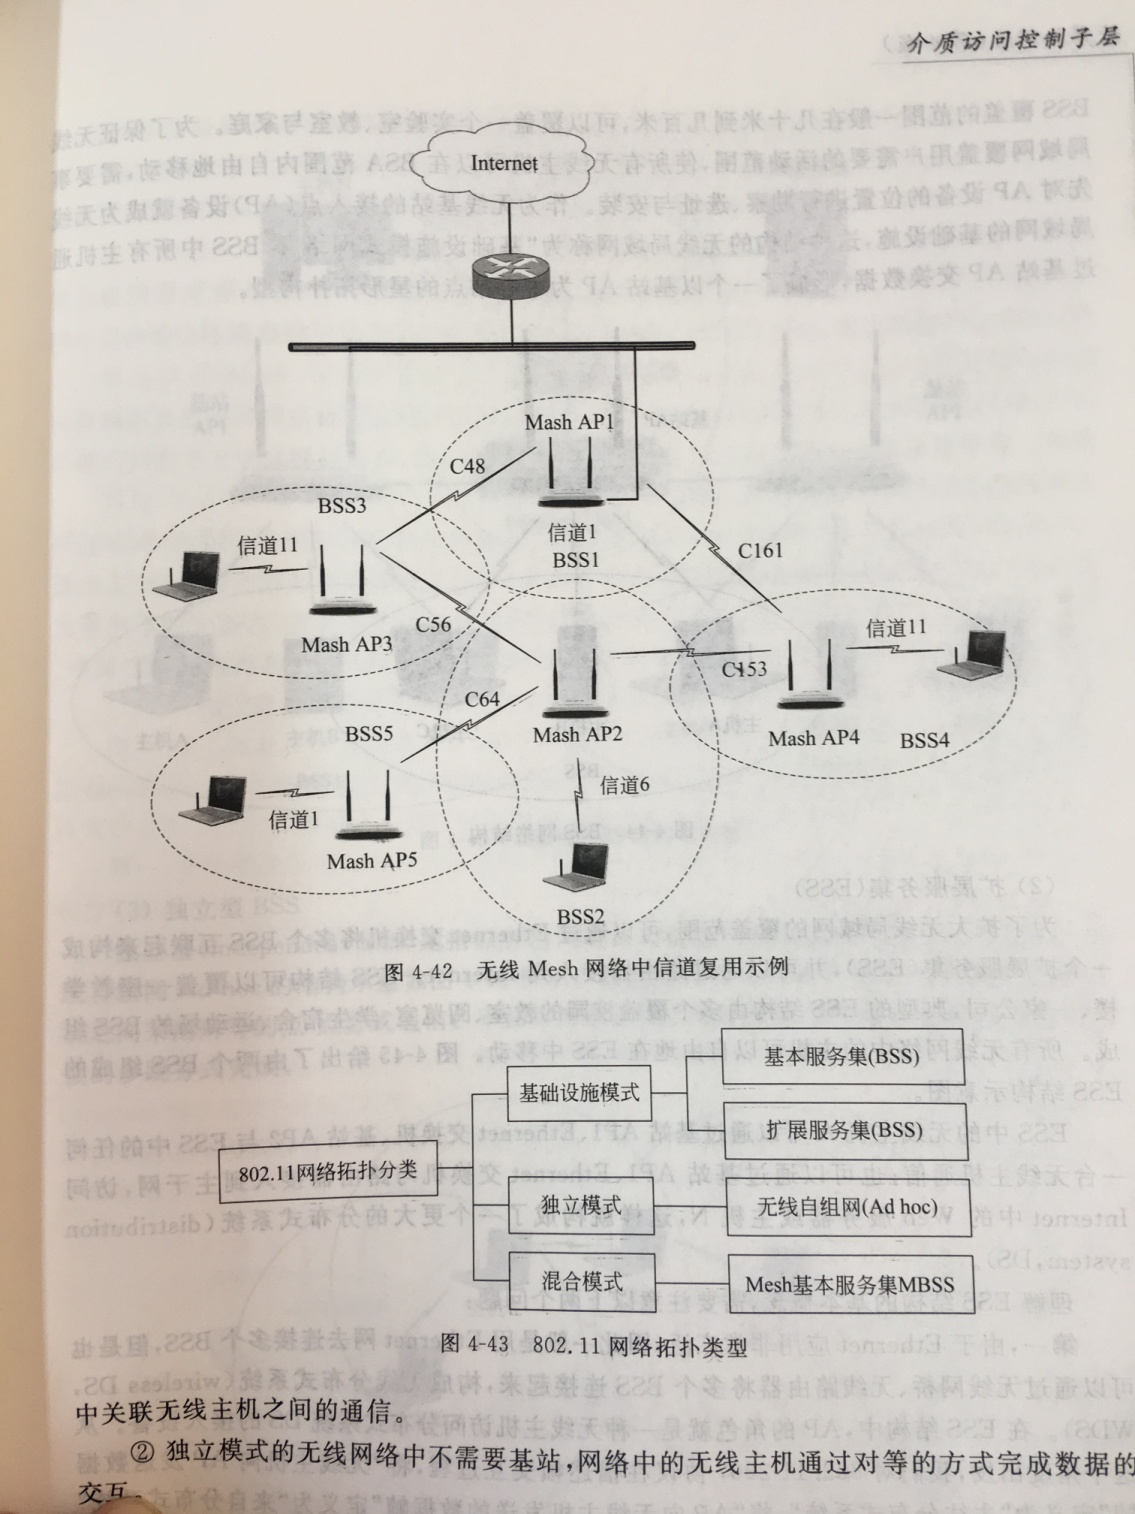 介质访问控制子层
Internet
Mash AP1
C48
信道1
BSS1
C161
BSS3
信道11
Mash AP3
C56
信道11
C153
Mash AP4
BSS4
C64
Mash AP2
BSS5
信道6
信道1
Mash AP5
BSS2
图 4-42 无线 Mesh 网络中信道复用示例
802.11网络拓扑分类
基础设施模式
基本服务集(BSS)
扩展服务集(BSS)
独立模式
无线自组网(Ad hoc)
混合模式
Mesh基本服务集MBSS
图 4-43 802.11 网络拓扑类型
中关联无线主机之间的通信。
② 独立模式的无线网络中不需要基站,网络中的无线主机通过对等的方式完成数据的
交互。